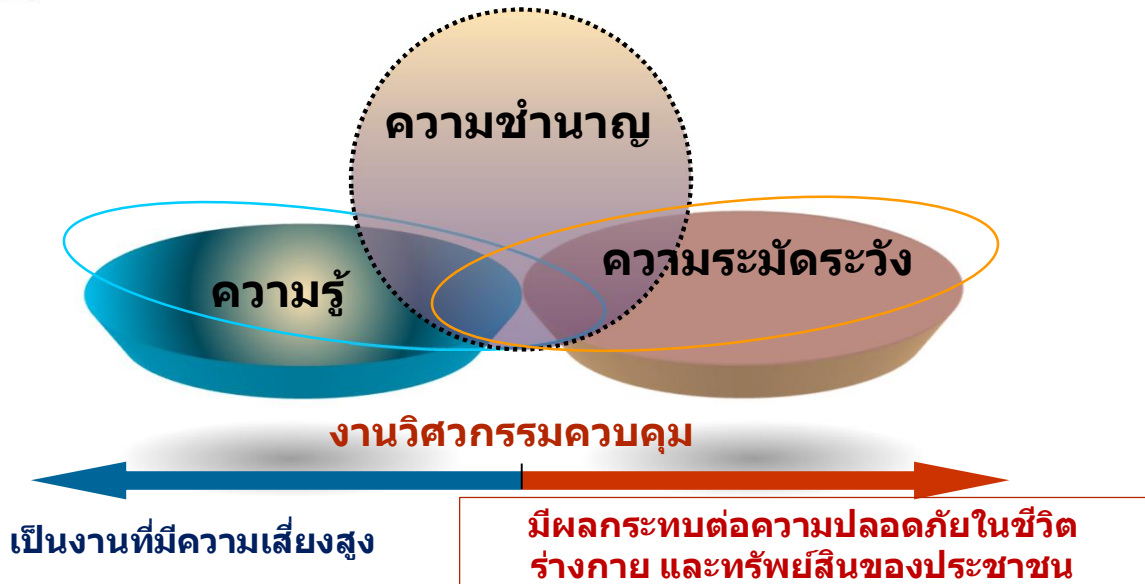 ความชำนาญ
ความระมัดระวัง
ความรู้
งานวิศวกรรมควบคุม
เป็นงานที่มีความเสี่ยงสูง
มีผลกระทบต่อความปลอดภัยในชีวิต
ร่างกาย และทรัพย์สินของประชาชน